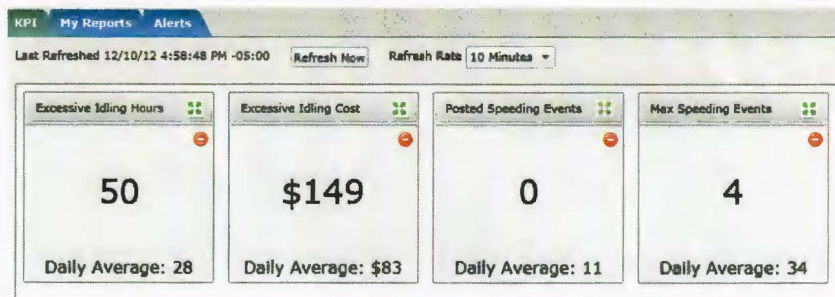 KPI My Reports Alerts
Last Refreshed 12/10/12 4:58:48 PM -05:00 Refresh Now Refresh Rate 10 Minutes
Excessive Idling Hours Excessive Idling Cost Posted Speeding Events Max Speeding Events
50 $149 0 4
Daily Average: 28 Daily Average: $83 Daily Average: 11 Daily Average: 34